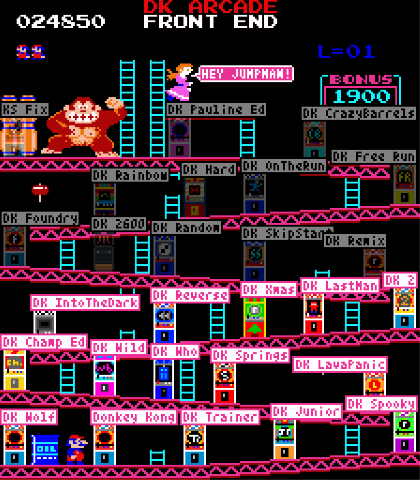 DK ARCADE
024850 FRONT END
L=01
HEY JUMPMAN!
BONUS
1900
KS Fix
DK Pauline Ed
DK CrazyBarrels
DK Rainbow
DK Hard
DK OnTheRun
DK Free Run
DK Foundry
DK 2600
DK Random
DK SkipStart
DK Remix
DK IntoTheDark
DK Reverse
DK Xmas
DK LastMan
DK 2
DK Champ Ed
DK Wild
DK Who
DK Springs
DK LavaPanic
DK Wolf
Donkey Kong
DK Trainer
DK Junior
DK Spooky
OIL